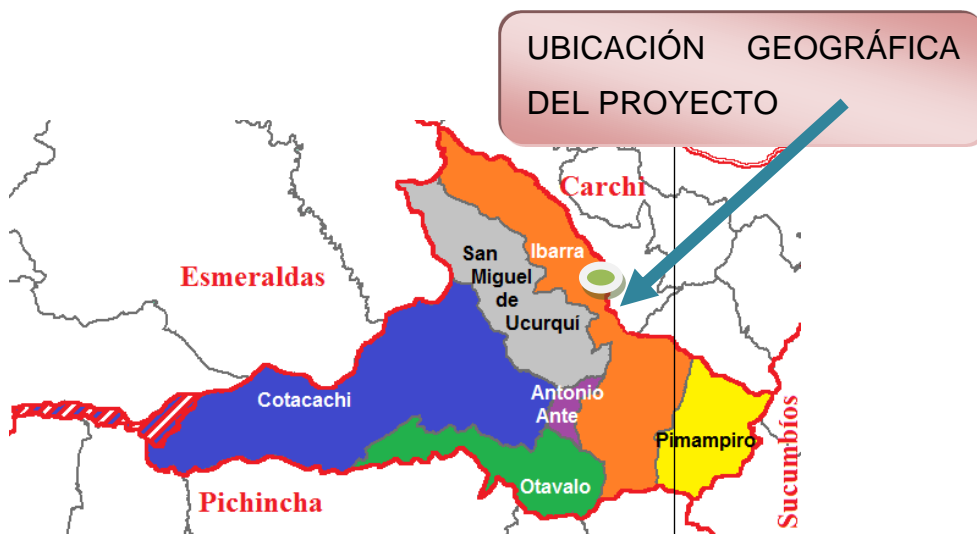 UBICACIÓN GEOGRÁFICA
DEL PROYECTO
Carchi
Ibarra
San
Miguel
de
Ucurquí
Esmeraldas
Cotacachi
Antonio
Ante
Pimampiro
Otavalo
Pichincha
Sucumbíos